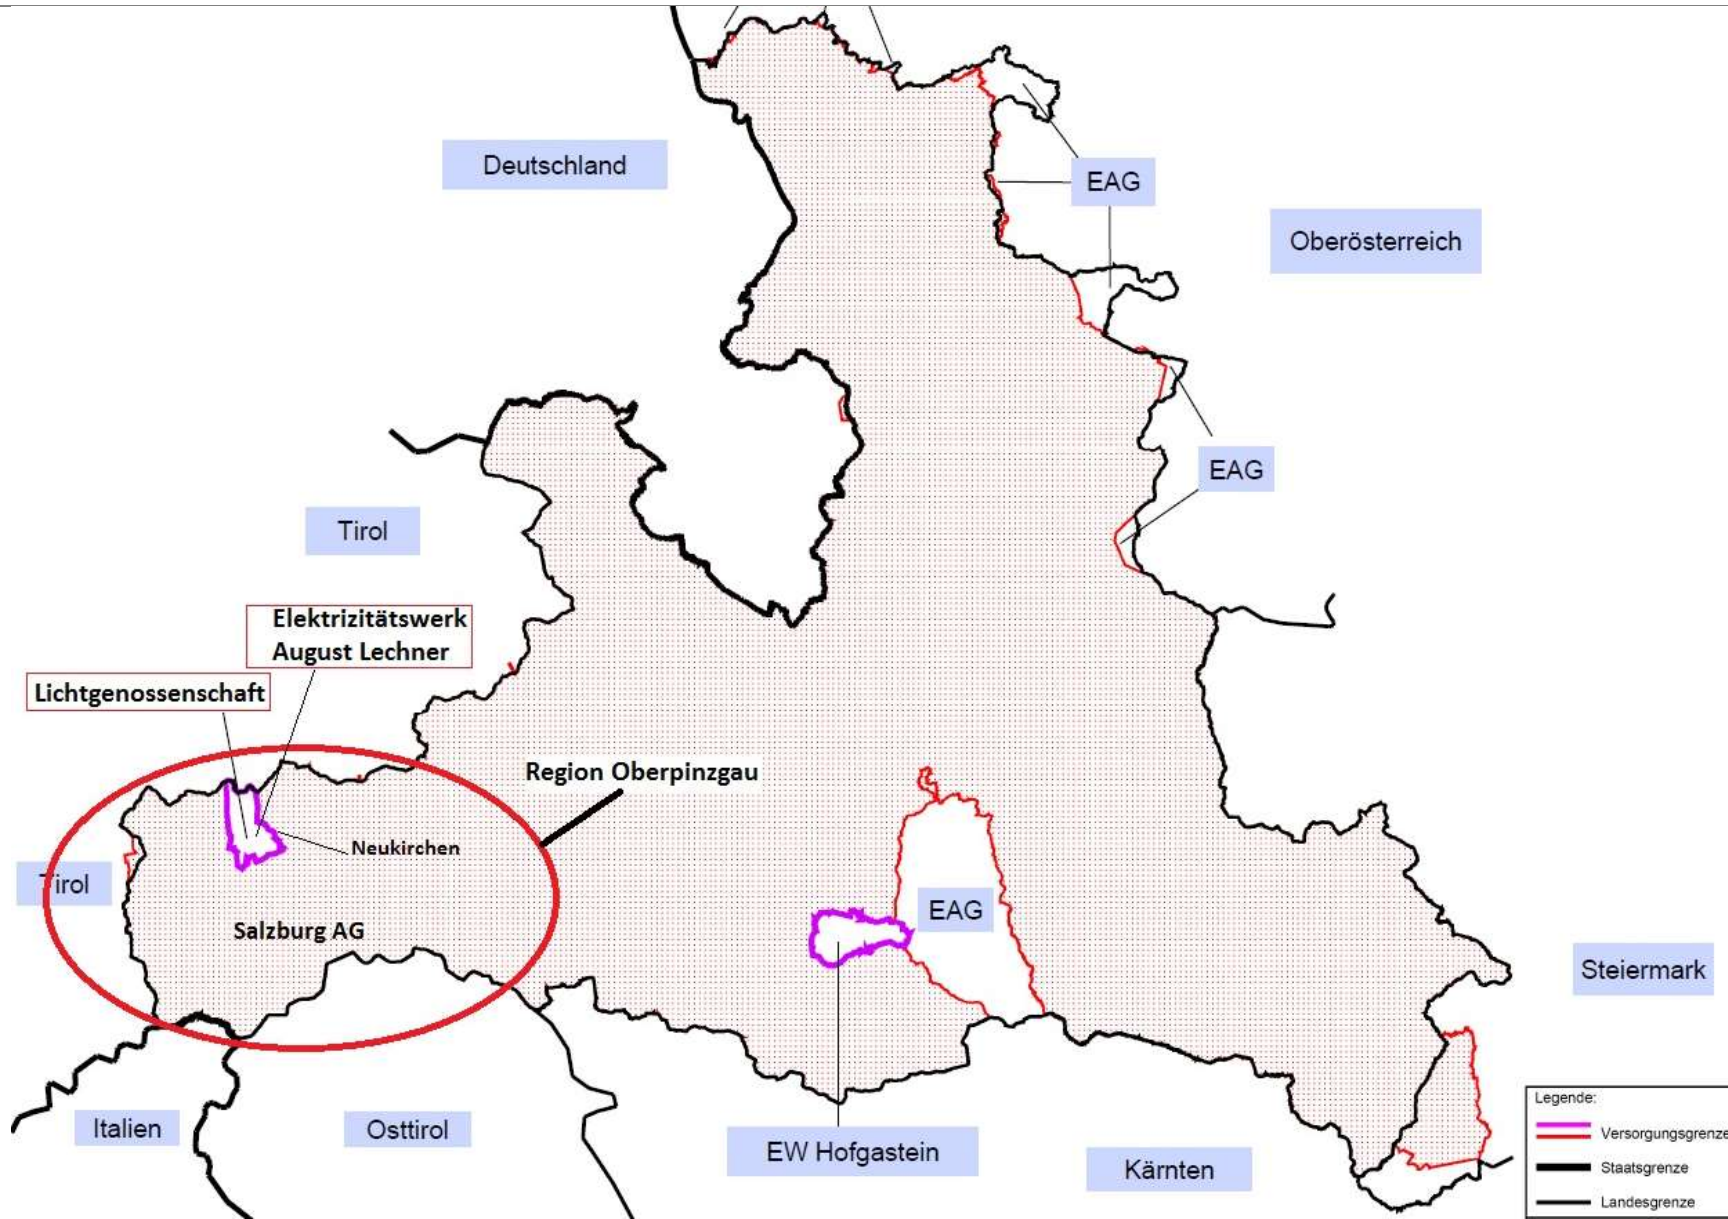 Deutschland
EAG
Oberösterreich
EAG
Tirol
Elektrizitätswerk
August Lechner
Lichtgenossenschaft
Region Oberpinzgau
Neukirchen
Tirol
EAG
Salzburg AG
Steiermark
Italien
Osttirol
EW Hofgastein
Kärnten
Legende:
Versorgungsgrenze
Staatsgrenze
Landesgrenze